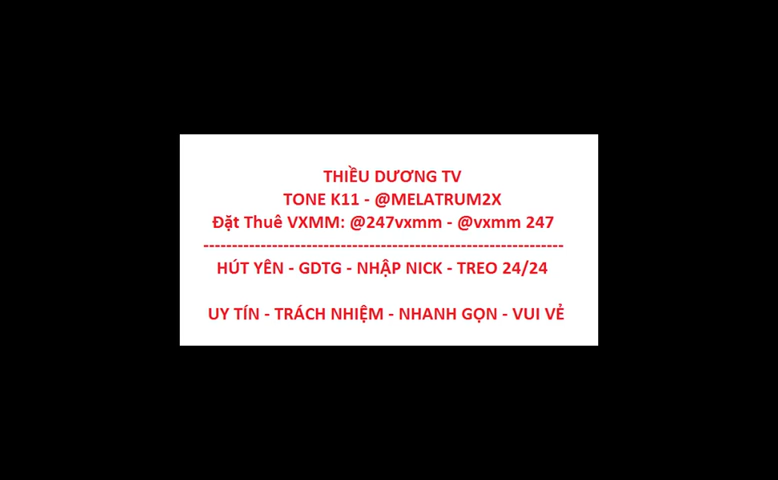 THIỀU DƯƠNG TV
TONE K11 - @MELATRUM2X
Đặt Thuê VXMM: @247vxmm - @vxmm 247
----------------------------------------------------------------
HÚT YÊN - GDTG - NHẬP NICK - TREO 24/24
UY TÍN - TRÁCH NHIỆM - NHANH GỌN - VUI VẺ